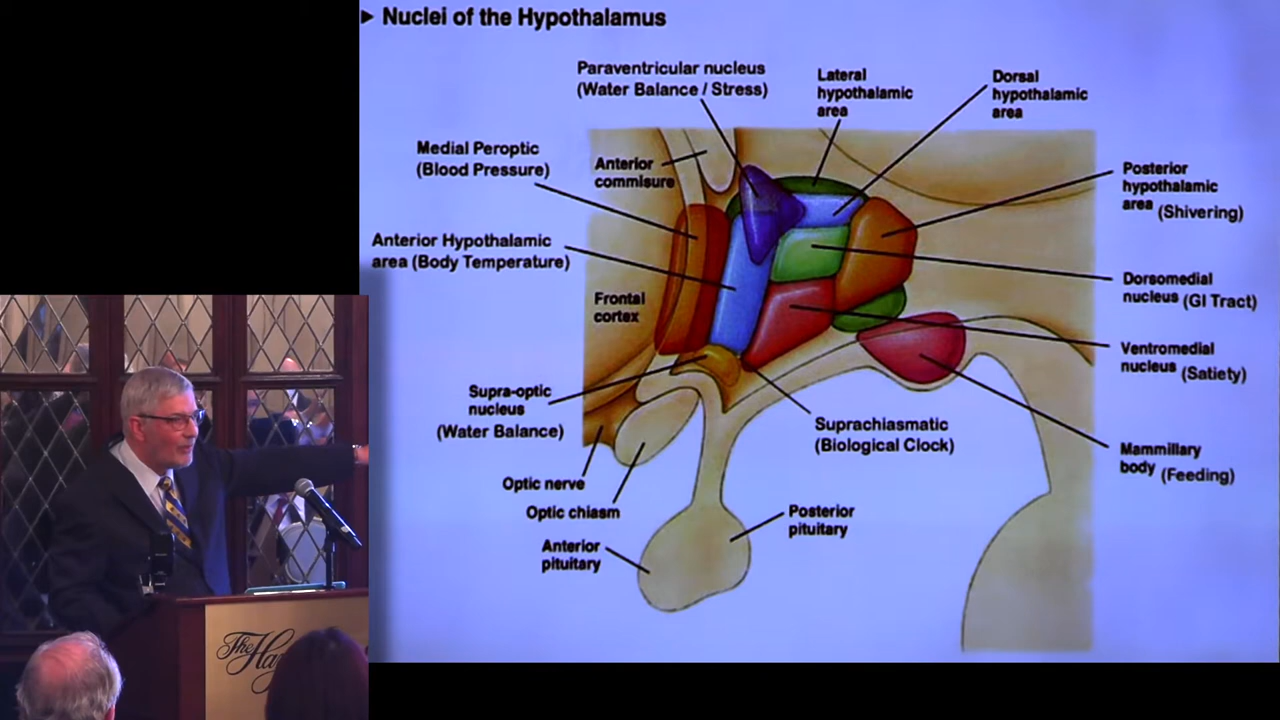 ► Nuclei of the Hypothalamus
Paraventricular nucleus
(Water Balance / Stress)
Lateral
hypothalamic
area
Dorsal
hypothalamic
area
Medial Peroptic
(Blood Pressure)
Anterior
commisure
Posterior
hypothalamic
area (Shivering)
Anterior Hypothalamic
area (Body Temperature)
Frontal
cortex
Dorsomedial
nucleus (GI Tract)
Ventromedial
nucleus (Satiety)
Supra-optic
nucleus
(Water Balance)
Suprachiasmatic
(Biological Clock)
Mammillary
body (Feeding)
Optic nerve
Optic chiasm
Posterior
pituitary
Anterior
pituitary
The